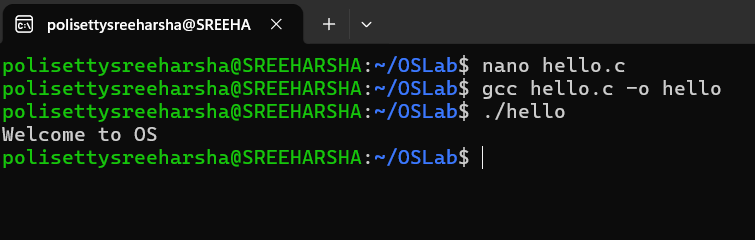 polisettysreeharsha@SREEHA
polisettysreeharsha@SREEHARSHA:~/OSLab$ nano hello.c
polisettysreeharsha@SREEHARSHA:~/OSLab$ gcc hello.c -o hello
polisettysreeharsha@SREEHARSHA:~/OSLab$ ./hello
Welcome to OS
polisettysreeharsha@SREEHARSHA:~/OSLab$